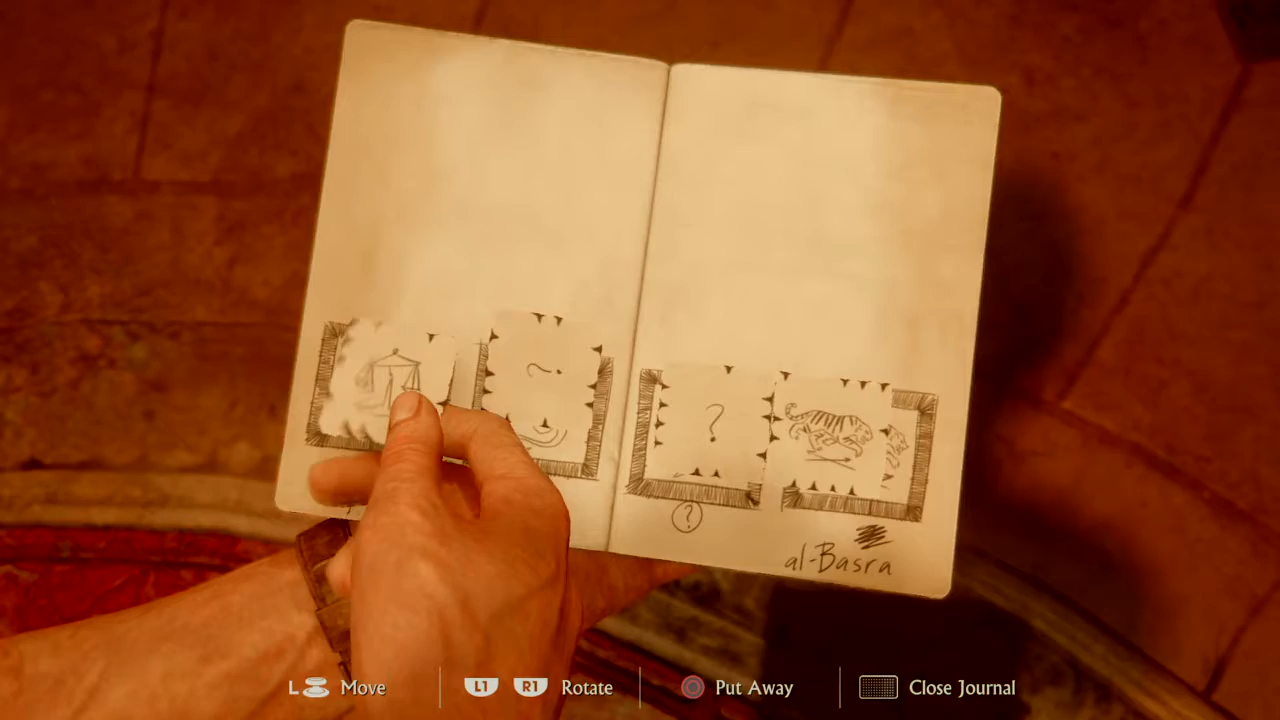 ?
?
?
al-Basra
L Move
L1 R1 Rotate
Put Away
Close Journal